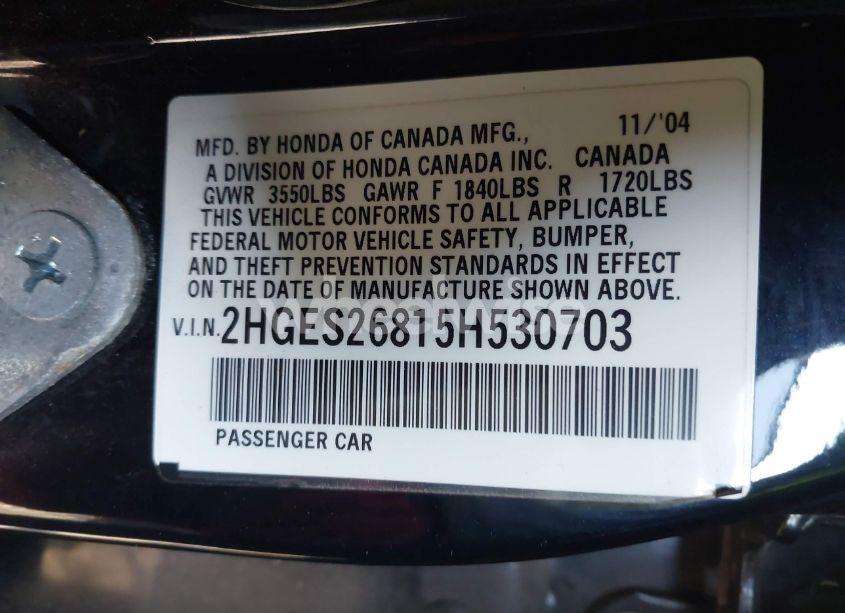 MFD. BY HONDA OF CANADA MFG., 11/'04
A DIVISION OF HONDA CANADA INC. CANADA
GVWR 3550LBS GAWR F 1840LBS R 1720LBS
THIS VEHICLE CONFORMS TO ALL APPLICABLE
FEDERAL MOTOR VEHICLE SAFETY, BUMPER,
AND THEFT PREVENTION STANDARDS IN EFFECT
ON THE DATE OF MANUFACTURE SHOWN ABOVE.
V.I.N. 2HGES26815H530703
PASSENGER CAR